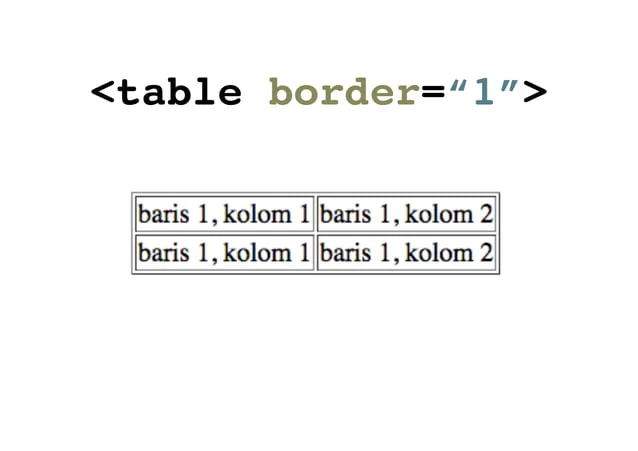 <table border=“1”>
baris 1, kolom 1 baris 1, kolom 2
baris 1, kolom 1 baris 1, kolom 2